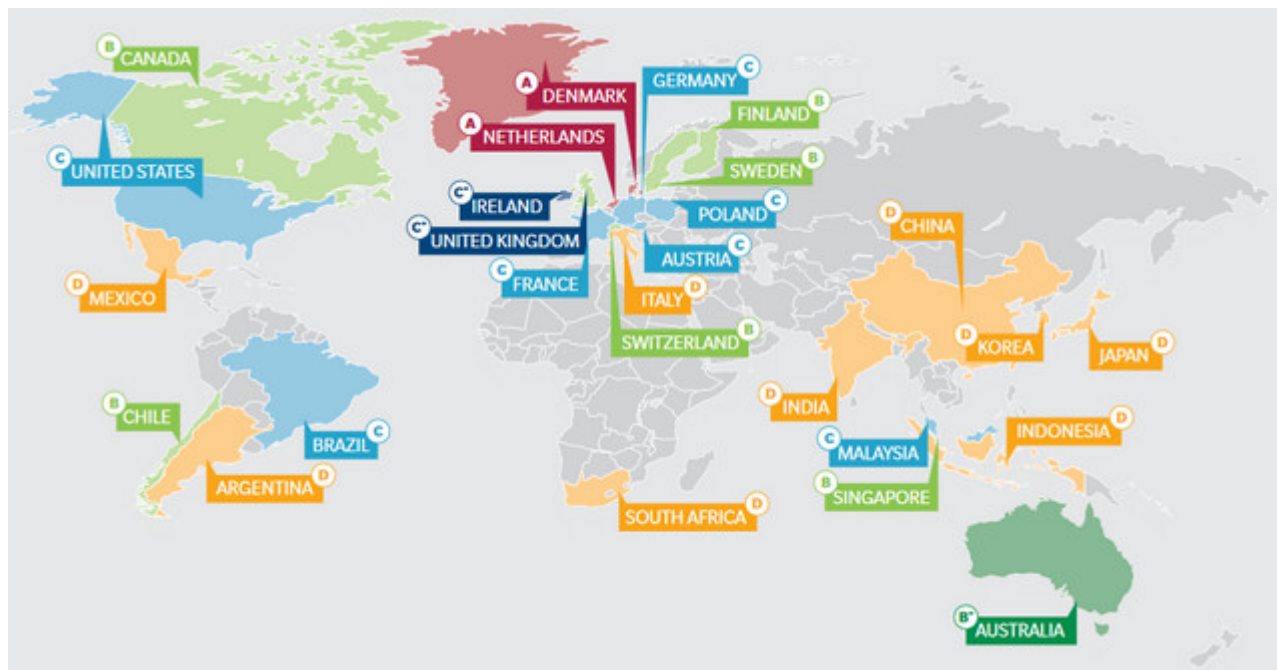 B CANADA
A DENMARK
GERMANY C
FINLAND B
A NETHERLANDS
C UNITED STATES
SWEDEN B
C+ IRELAND
POLAND C
D CHINA
C+ UNITED KINGDOM
AUSTRIA C
C FRANCE
D MEXICO
ITALY D
SWITZERLAND B
D KOREA
JAPAN D
D INDIA
B CHILE
BRAZIL C
INDONESIA D
C MALAYSIA
ARGENTINA D
B SINGAPORE
SOUTH AFRICA D
B+ AUSTRALIA